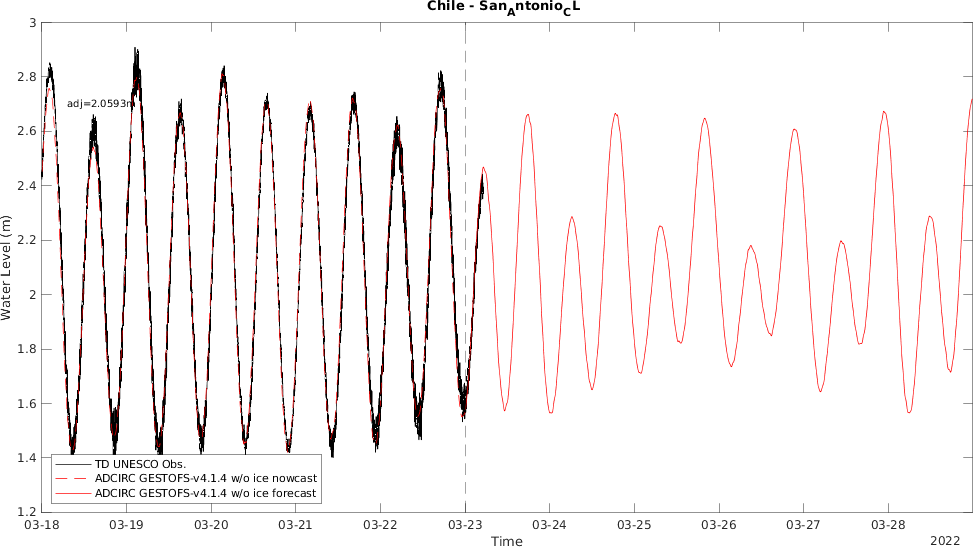 Chile - SanAntonioCL
3
2.8
2.6
2.4
2.2
2
1.8
1.6
1.4
1.2
Water Level (m)
adj=2.0593m
TD UNESCO Obs.
ADCIRC GESTOFS-v4.1.4 w/o ice nowcast
ADCIRC GESTOFS-v4.1.4 w/o ice forecast
03-18 03-19 03-20 03-21 03-22 03-23 03-24 03-25 03-26 03-27 03-28
Time
2022